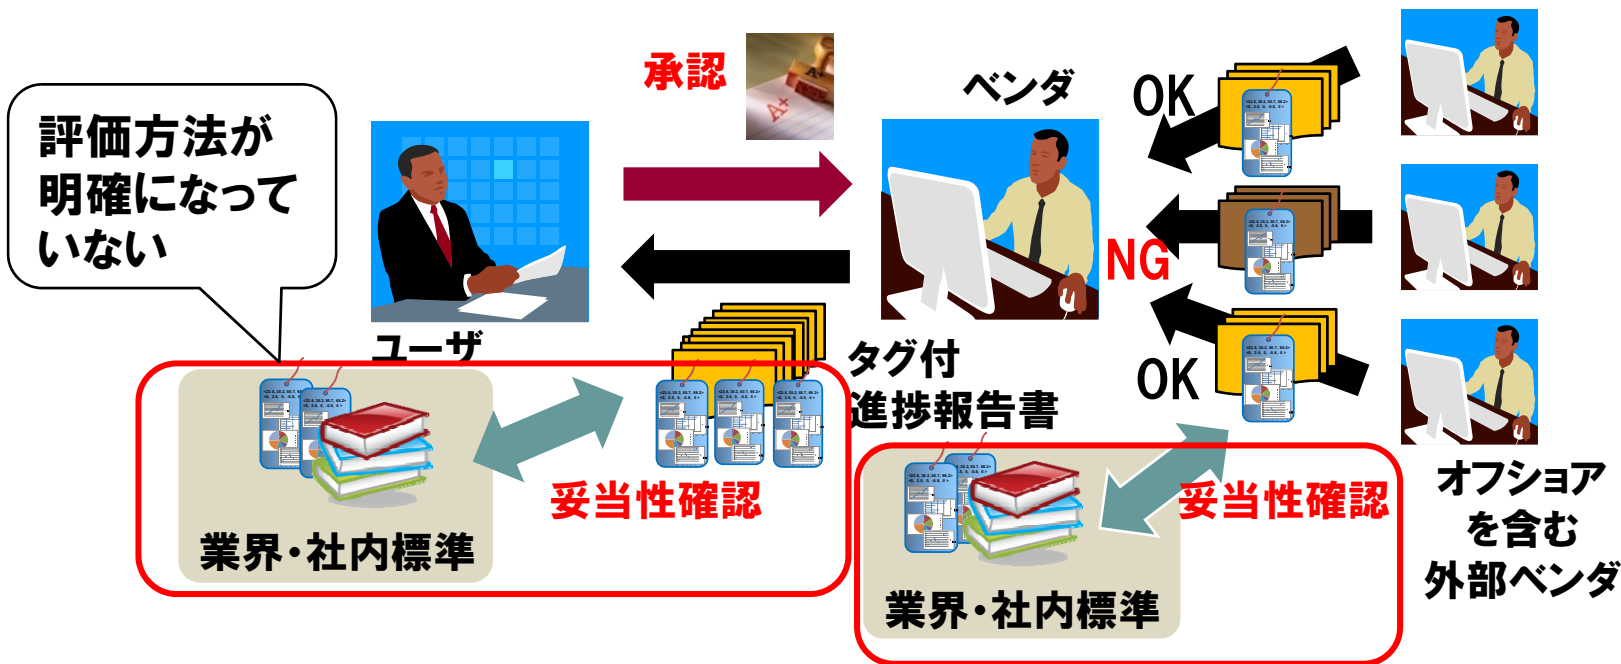 評価方法が
明確になって
いない
承認
ベンダ
ユーザ
OK
NG
OK
タグ付
進捗報告書
妥当性確認
業界・社内標準
妥当性確認
業界・社内標準
オフショア
を含む
外部ベンダ